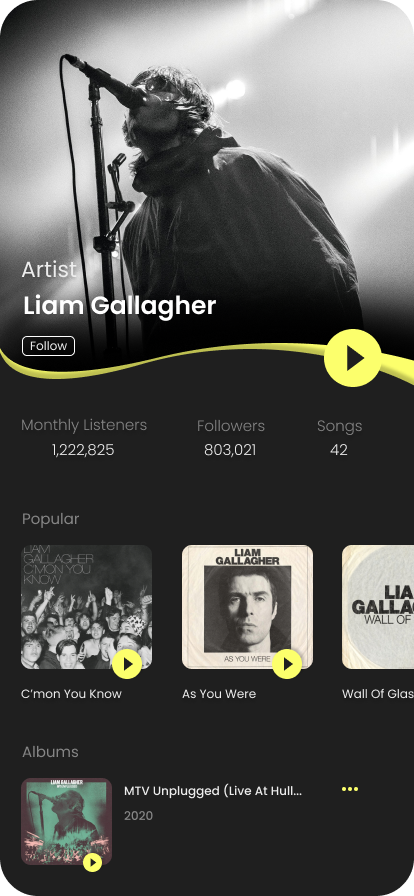 Artist
Liam Gallagher
Follow
Monthly Listeners
Followers
Songs
1,222,825
803,021
42
Popular
LIAM
GALLAGHER
C'MON YOU
KNOW
LIAM
GALLAGHER
AS YOU WERE
LIA
GALLAG
WALL OF
C'mon You Know
As You Were
Wall Of Glas
Albums
LIAM GALLAGHER
MTV Unplugged (Live At Hull...
2020